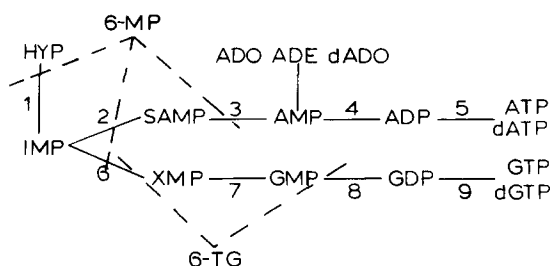 6-MP
HYP ADO ADE dADO
1 2 SAMP 3 AMP 4 ADP 5 ATP
dATP
IMP
6 XMP 7 GMP 8 GDP 9 GTP
dGTP
6-TG